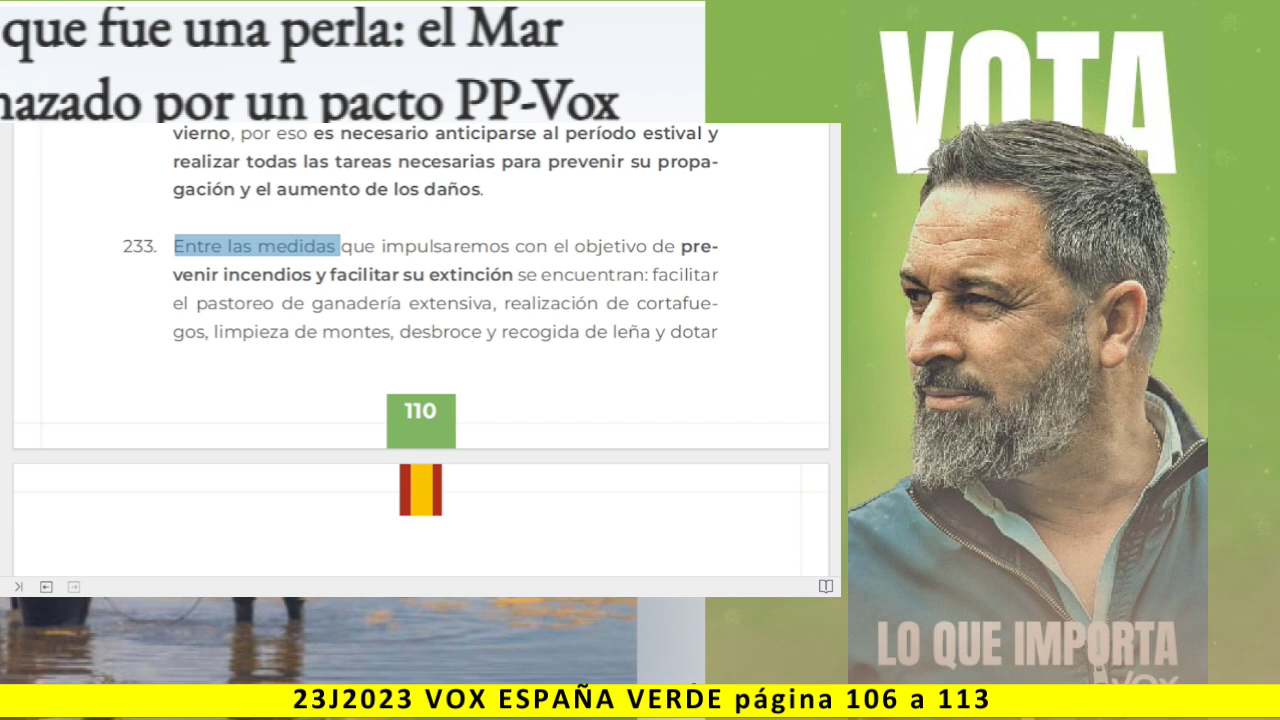 que fue una perla: el Mar
nazado por un pacto PP-Vox
vierno, por eso es necesario anticiparse al período estival y
realizar todas las tareas necesarias para prevenir su propa-
gación y el aumento de los daños.
233. Entre las medidas que impulsaremos con el objetivo de pre-
venir incendios y facilitar su extinción se encuentran: facilitar
el pastoreo de ganadería extensiva, realización de cortafue-
gos, limpieza de montes, desbroce y recogida de leña y dotar
110
VOTA
LO QUE IMPORTA
VOX
23J2023 VOX ESPAÑA VERDE página 106 a 113